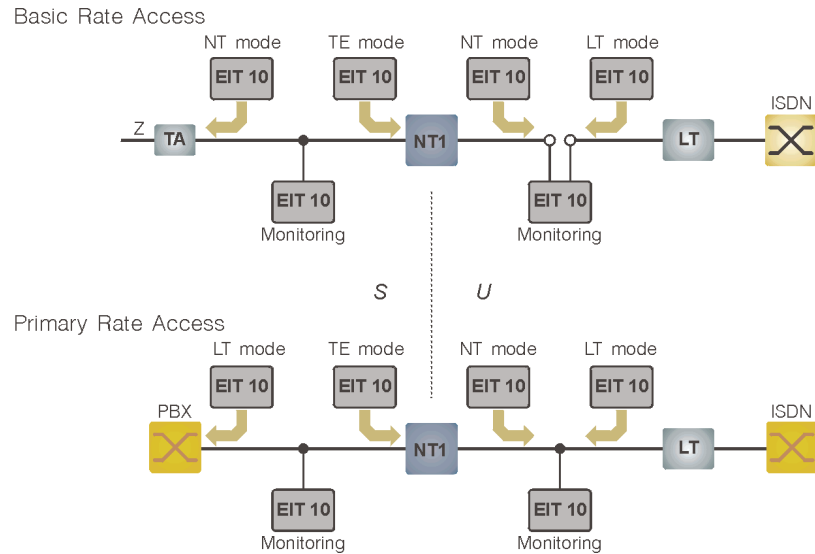 Basic Rate Access
NT mode
TE mode
NT mode
LT mode
EIT 10
EIT 10
EIT 10
EIT 10
ISDN
Z
TA
NT1
LT
EIT 10
EIT 10
Monitoring
Monitoring
S
U
Primary Rate Access
LT mode
TE mode
NT mode
LT mode
EIT 10
EIT 10
EIT 10
EIT 10
PBX
ISDN
NT1
LT
EIT 10
EIT 10
Monitoring
Monitoring